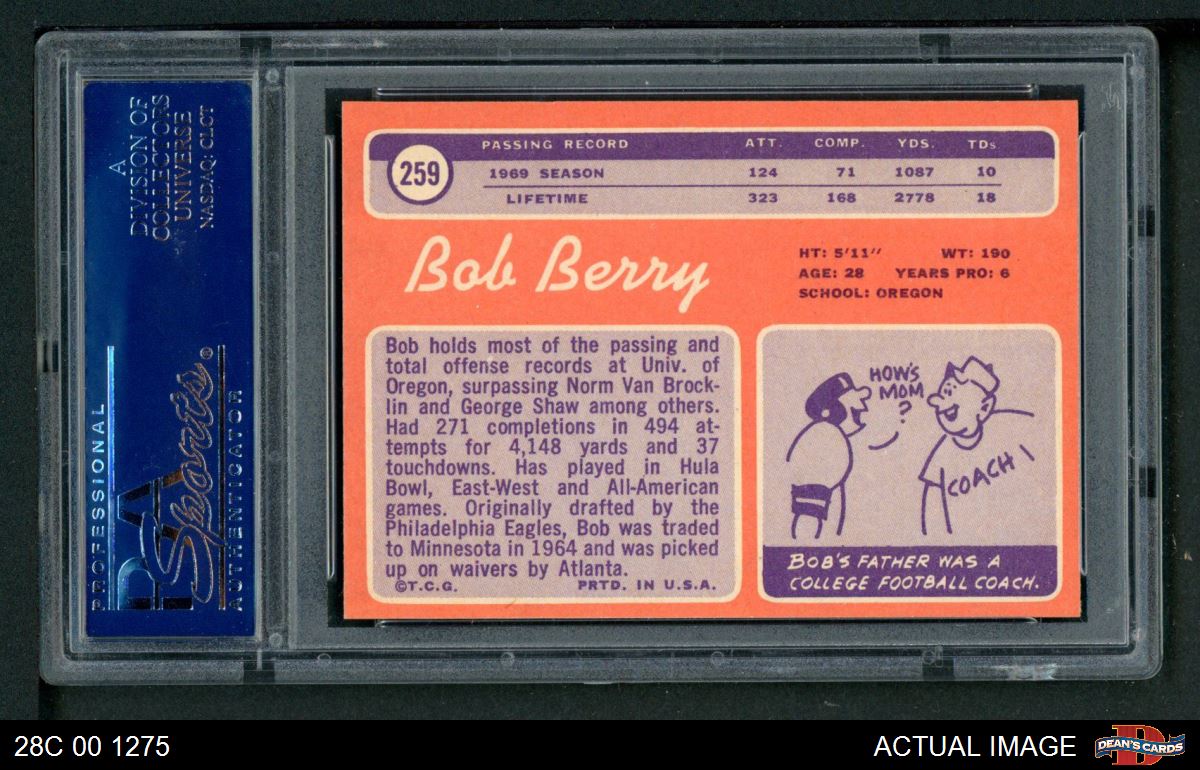 A
DIVISION OF
COLLECTORS
UNIVERSE
NASDAQ: CLCT
PROFESSIONAL
PSA
Sports®
AUTHENTICATOR
259
PASSING RECORD ATT. COMP. YDS. TDs
1969 SEASON 124 71 1087 10
LIFETIME 323 168 2778 18
Bob Berry
HT: 5'11" WT: 190
AGE: 28 YEARS PRO: 6
SCHOOL: OREGON
Bob holds most of the passing and
total offense records at Univ. of
Oregon, surpassing Norm Van Brock-
lin and George Shaw among others.
Had 271 completions in 494 at-
tempts for 4,148 yards and 37
touchdowns. Has played in Hula
Bowl, East-West and All-American
games. Originally drafted by the
Philadelphia Eagles, Bob was traded
to Minnesota in 1964 and was picked
up on waivers by Atlanta.
©T.C.G. PRTD. IN U.S.A.
HOW'S
MOM
?
COACH
BOB'S FATHER WAS A
COLLEGE FOOTBALL COACH.
28C 00 1275
ACTUAL IMAGE
D
DEAN'S CARDS